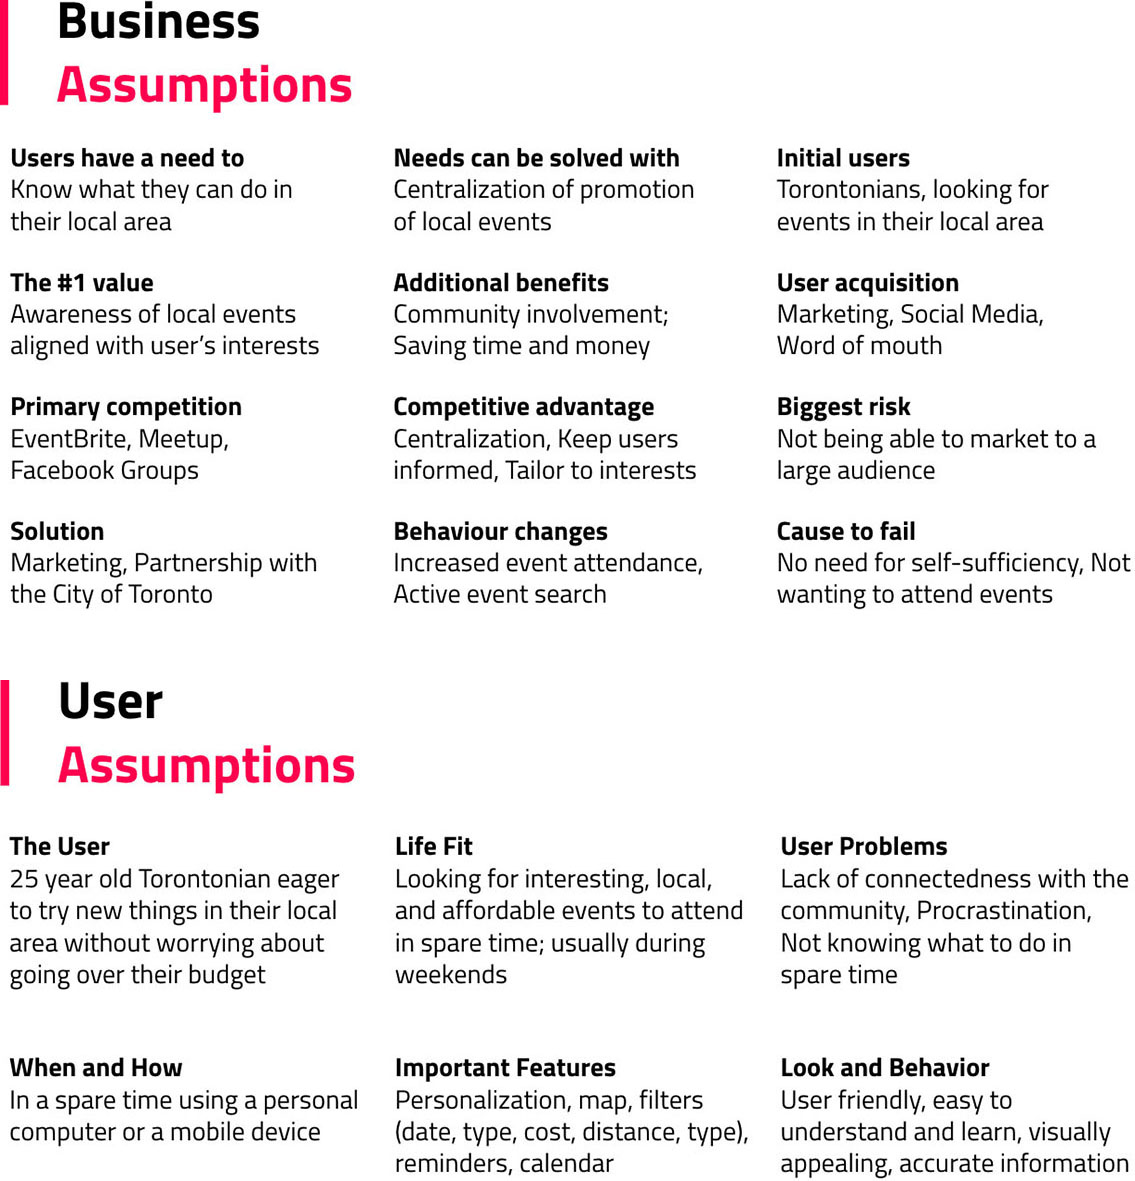 Business
Assumptions
Users have a need to
Know what they can do in
their local area
Needs can be solved with
Centralization of promotion
of local events
Initial users
Torontonians, looking for
events in their local area
The #1 value
Awareness of local events
aligned with user’s interests
Additional benefits
Community involvement;
Saving time and money
User acquisition
Marketing, Social Media,
Word of mouth
Primary competition
EventBrite, Meetup,
Facebook Groups
Competitive advantage
Centralization, Keep users
informed, Tailor to interests
Biggest risk
Not being able to market to a
large audience
Solution
Marketing, Partnership with
the City of Toronto
Behaviour changes
Increased event attendance,
Active event search
Cause to fail
No need for self-sufficiency, Not
wanting to attend events
User
Assumptions
The User
25 year old Torontonian eager
to try new things in their local
area without worrying about
going over their budget
Life Fit
Looking for interesting, local,
and affordable events to attend
in spare time; usually during
weekends
User Problems
Lack of connectedness with the
community, Procrastination,
Not knowing what to do in
spare time
When and How
In a spare time using a personal
computer or a mobile device
Important Features
Personalization, map, filters
(date, type, cost, distance, type),
reminders, calendar
Look and Behavior
User friendly, easy to
understand and learn, visually
appealing, accurate information